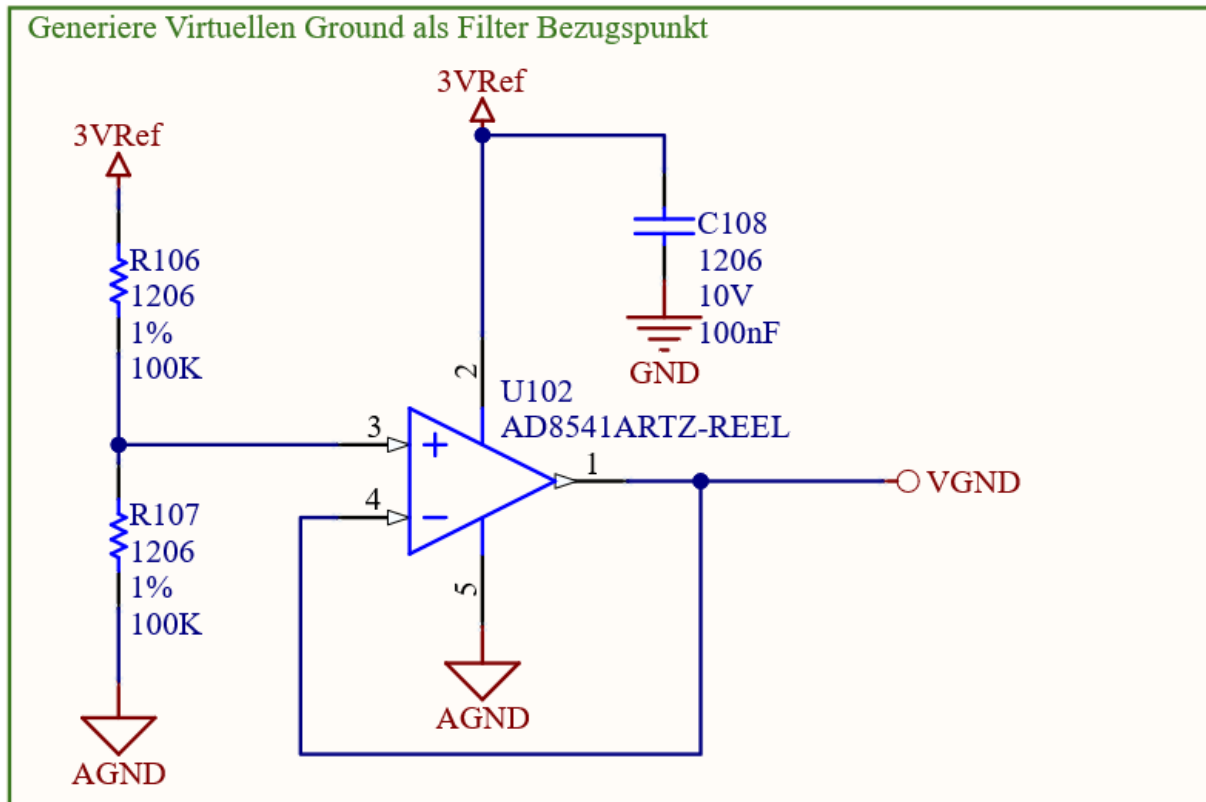 Generiere Virtuellen Ground als Filter Bezugspunkt
3VRef
3VRef
R106
1206
1%
100K
C108
1206
10V
100nF
GND
2
U102
AD8541ARTZ-REEL
3
+
1
VGND
4
−
R107
1206
1%
100K
5
AGND
AGND